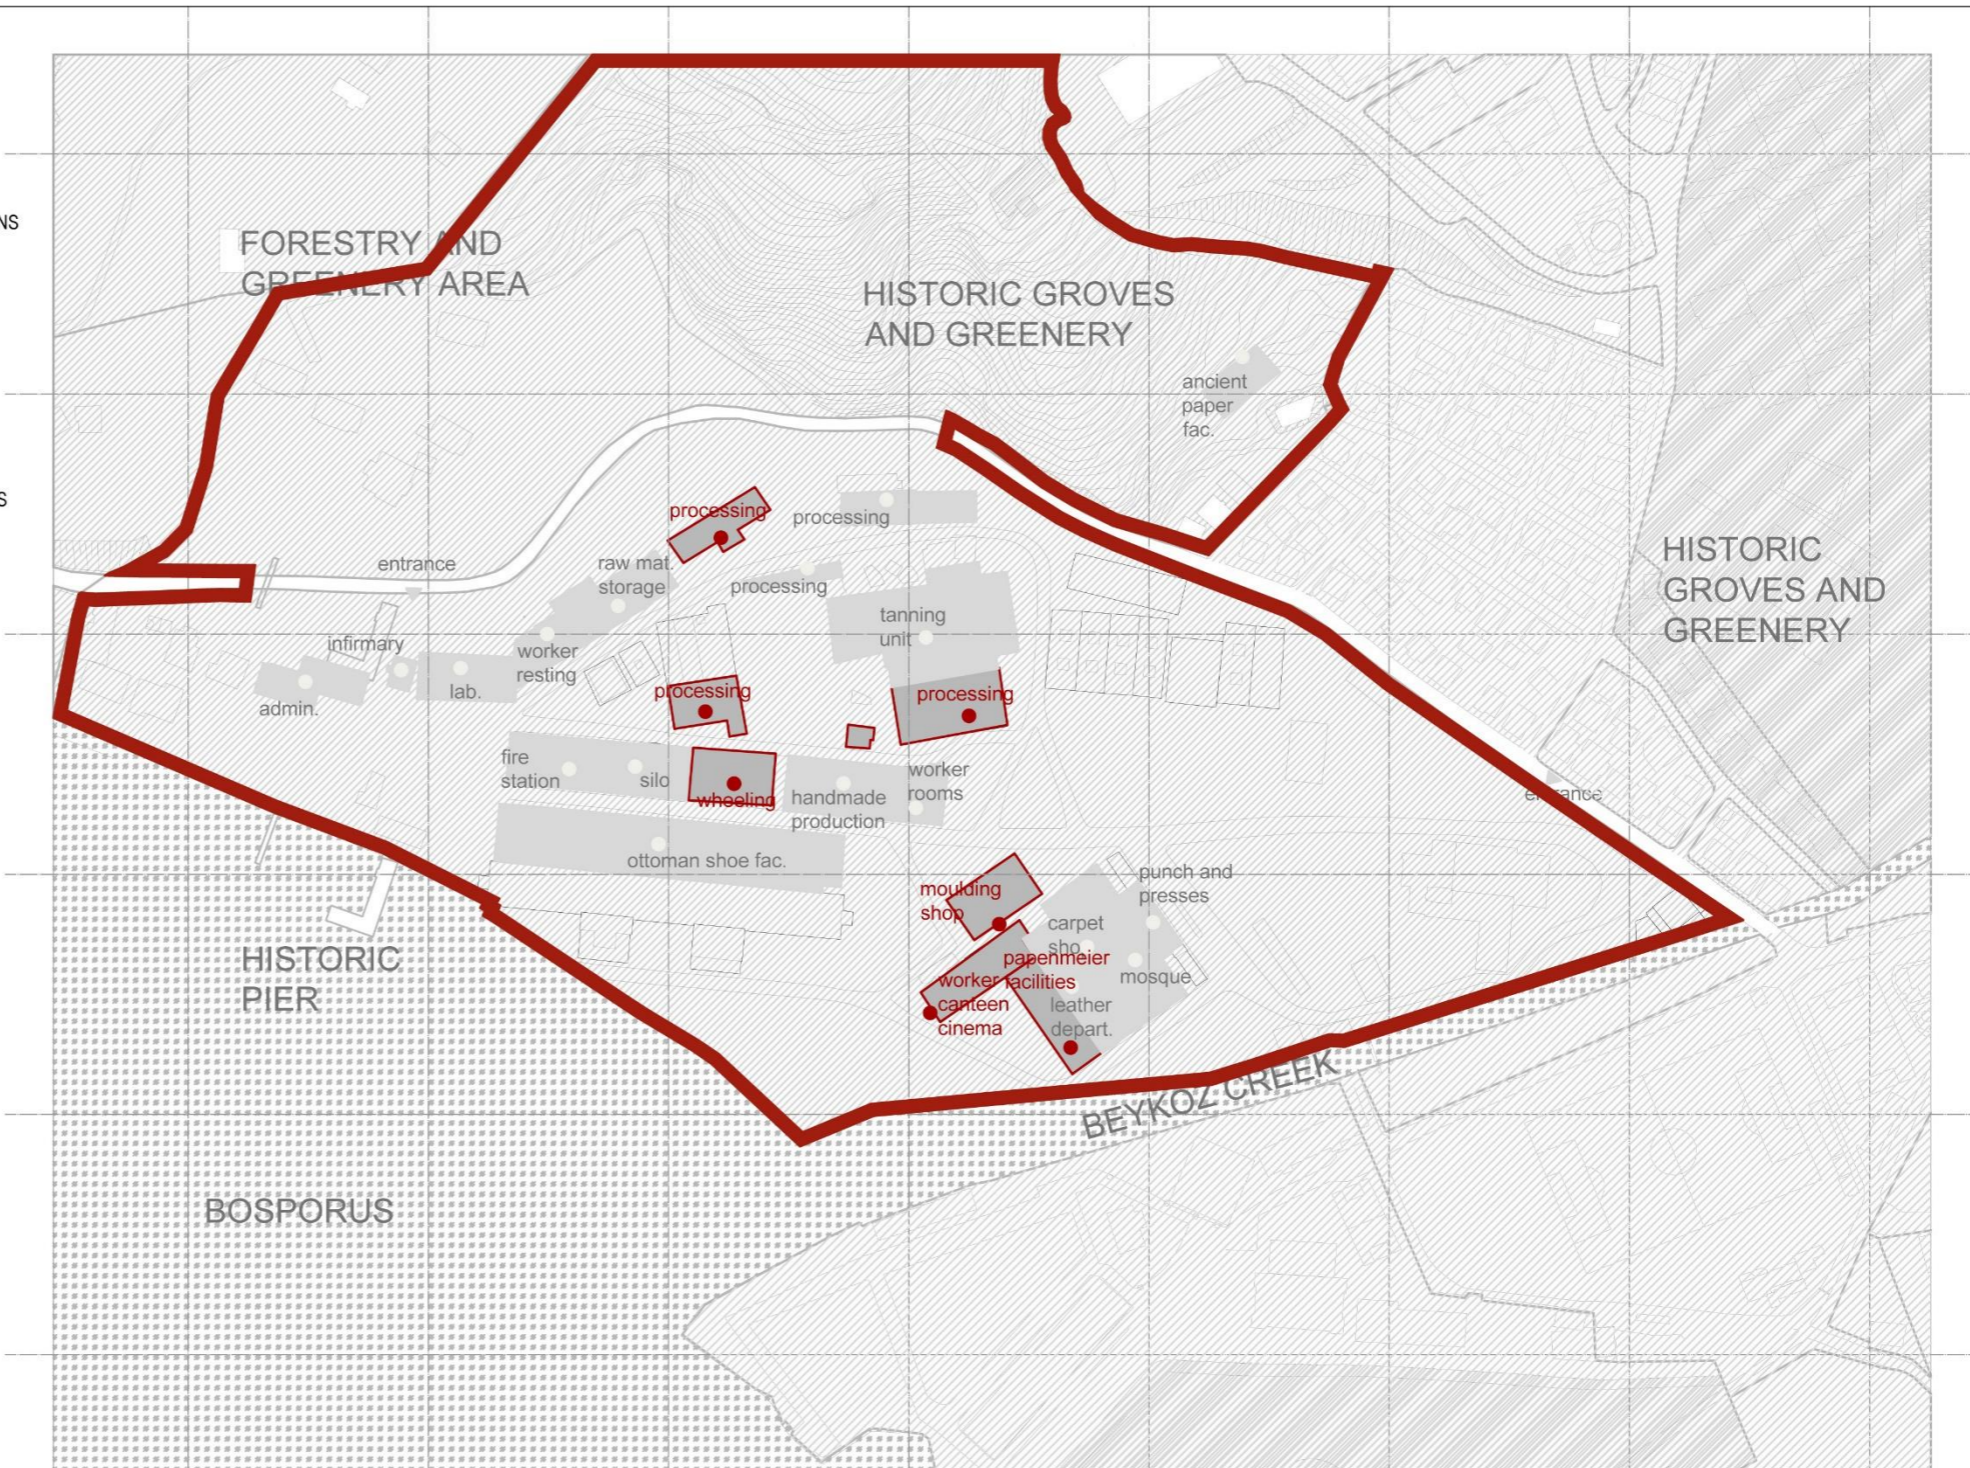 NS
FORESTRY AND
GREENERY AREA
HISTORIC GROVES
AND GREENERY
ancient
paper
fac.
S
processing
processing
entrance
raw mat.
storage
processing
HISTORIC
GROVES AND
GREENERY
tanning
unit
infirmary
worker
resting
lab.
admin.
processing
processing
fire
station
silo
wheeling
handmade
production
worker
rooms
entrance
ottoman shoe fac.
punch and
presses
moulding
shop
carpet
sho
papenmeier
facilities
mosque
worker
canteen
cinema
leather
depart.
HISTORIC
PIER
BEYKOZ CREEK
BOSPORUS